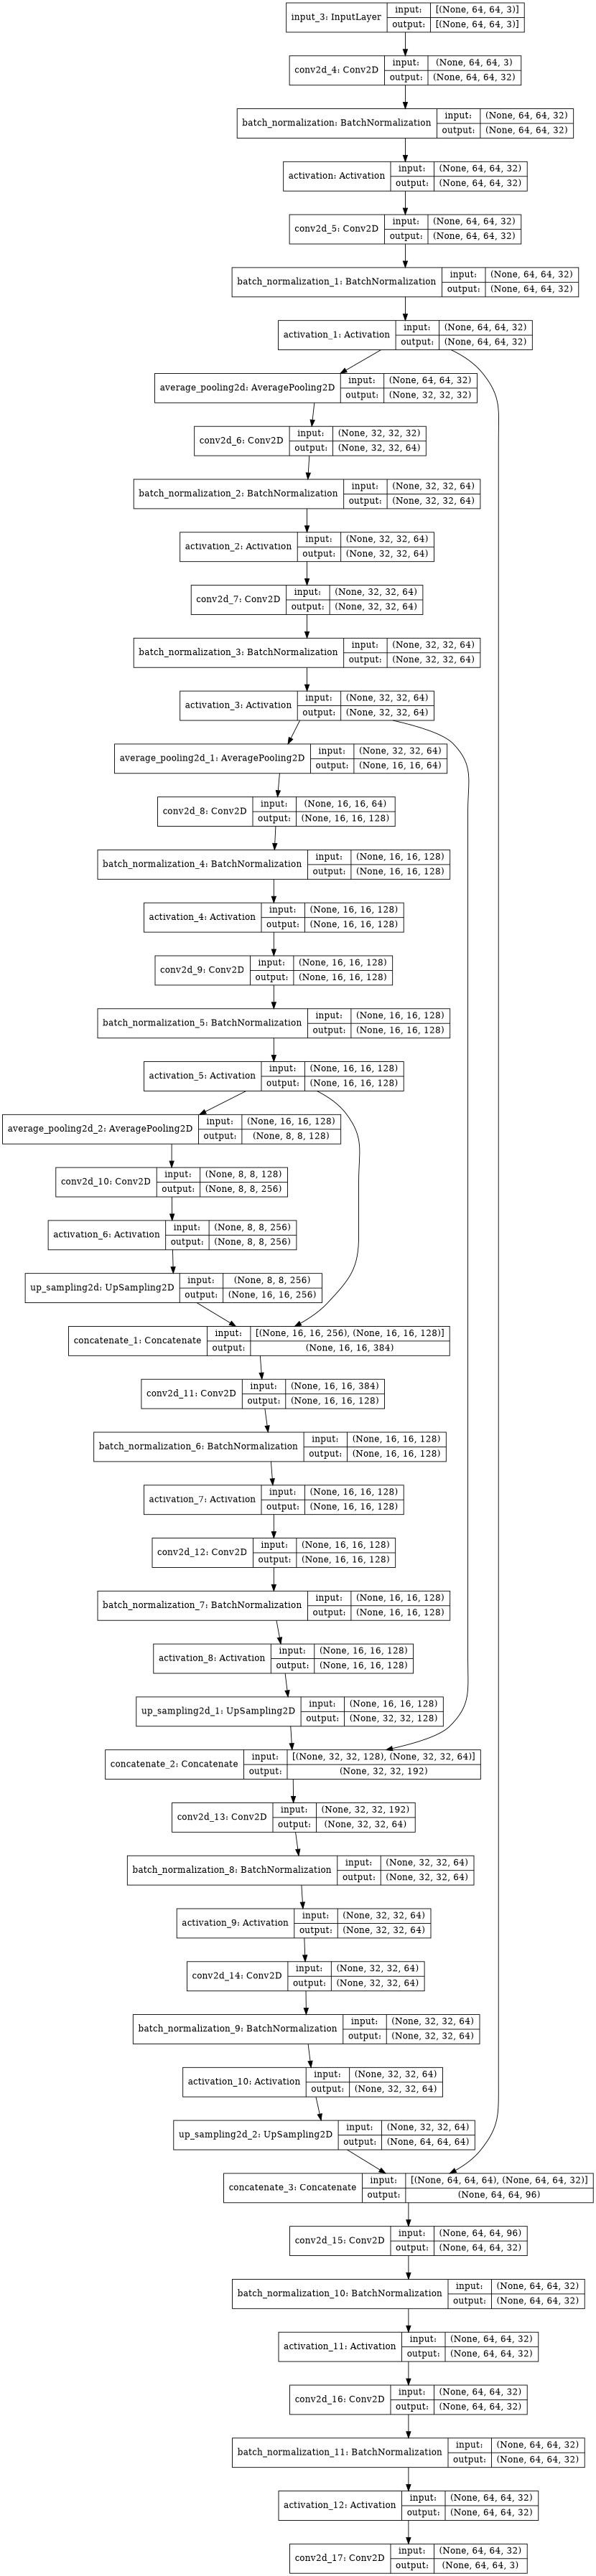 input_3: InputLayer input: [(None, 64, 64, 3)]
output: [(None, 64, 64, 3)]
conv2d_4: Conv2D input: (None, 64, 64, 3)
output: (None, 64, 64, 32)
batch_normalization: BatchNormalization input: (None, 64, 64, 32)
output: (None, 64, 64, 32)
activation: Activation input: (None, 64, 64, 32)
output: (None, 64, 64, 32)
conv2d_5: Conv2D input: (None, 64, 64, 32)
output: (None, 64, 64, 32)
batch_normalization_1: BatchNormalization input: (None, 64, 64, 32)
output: (None, 64, 64, 32)
activation_1: Activation input: (None, 64, 64, 32)
output: (None, 64, 64, 32)
average_pooling2d: AveragePooling2D input: (None, 64, 64, 32)
output: (None, 32, 32, 32)
conv2d_6: Conv2D input: (None, 32, 32, 32)
output: (None, 32, 32, 64)
batch_normalization_2: BatchNormalization input: (None, 32, 32, 64)
output: (None, 32, 32, 64)
activation_2: Activation input: (None, 32, 32, 64)
output: (None, 32, 32, 64)
conv2d_7: Conv2D input: (None, 32, 32, 64)
output: (None, 32, 32, 64)
batch_normalization_3: BatchNormalization input: (None, 32, 32, 64)
output: (None, 32, 32, 64)
activation_3: Activation input: (None, 32, 32, 64)
output: (None, 32, 32, 64)
average_pooling2d_1: AveragePooling2D input: (None, 32, 32, 64)
output: (None, 16, 16, 64)
conv2d_8: Conv2D input: (None, 16, 16, 64)
output: (None, 16, 16, 128)
batch_normalization_4: BatchNormalization input: (None, 16, 16, 128)
output: (None, 16, 16, 128)
activation_4: Activation input: (None, 16, 16, 128)
output: (None, 16, 16, 128)
conv2d_9: Conv2D input: (None, 16, 16, 128)
output: (None, 16, 16, 128)
batch_normalization_5: BatchNormalization input: (None, 16, 16, 128)
output: (None, 16, 16, 128)
activation_5: Activation input: (None, 16, 16, 128)
output: (None, 16, 16, 128)
average_pooling2d_2: AveragePooling2D input: (None, 16, 16, 128)
output: (None, 8, 8, 128)
conv2d_10: Conv2D input: (None, 8, 8, 128)
output: (None, 8, 8, 256)
activation_6: Activation input: (None, 8, 8, 256)
output: (None, 8, 8, 256)
up_sampling2d: UpSampling2D input: (None, 8, 8, 256)
output: (None, 16, 16, 256)
concatenate_1: Concatenate input: [(None, 16, 16, 256), (None, 16, 16, 128)]
output: (None, 16, 16, 384)
conv2d_11: Conv2D input: (None, 16, 16, 384)
output: (None, 16, 16, 128)
batch_normalization_6: BatchNormalization input: (None, 16, 16, 128)
output: (None, 16, 16, 128)
activation_7: Activation input: (None, 16, 16, 128)
output: (None, 16, 16, 128)
conv2d_12: Conv2D input: (None, 16, 16, 128)
output: (None, 16, 16, 128)
batch_normalization_7: BatchNormalization input: (None, 16, 16, 128)
output: (None, 16, 16, 128)
activation_8: Activation input: (None, 16, 16, 128)
output: (None, 16, 16, 128)
up_sampling2d_1: UpSampling2D input: (None, 16, 16, 128)
output: (None, 32, 32, 128)
concatenate_2: Concatenate input: [(None, 32, 32, 128), (None, 32, 32, 64)]
output: (None, 32, 32, 192)
conv2d_13: Conv2D input: (None, 32, 32, 192)
output: (None, 32, 32, 64)
batch_normalization_8: BatchNormalization input: (None, 32, 32, 64)
output: (None, 32, 32, 64)
activation_9: Activation input: (None, 32, 32, 64)
output: (None, 32, 32, 64)
conv2d_14: Conv2D input: (None, 32, 32, 64)
output: (None, 32, 32, 64)
batch_normalization_9: BatchNormalization input: (None, 32, 32, 64)
output: (None, 32, 32, 64)
activation_10: Activation input: (None, 32, 32, 64)
output: (None, 32, 32, 64)
up_sampling2d_2: UpSampling2D input: (None, 32, 32, 64)
output: (None, 64, 64, 64)
concatenate_3: Concatenate input: [(None, 64, 64, 64), (None, 64, 64, 32)]
output: (None, 64, 64, 96)
conv2d_15: Conv2D input: (None, 64, 64, 96)
output: (None, 64, 64, 32)
batch_normalization_10: BatchNormalization input: (None, 64, 64, 32)
output: (None, 64, 64, 32)
activation_11: Activation input: (None, 64, 64, 32)
output: (None, 64, 64, 32)
conv2d_16: Conv2D input: (None, 64, 64, 32)
output: (None, 64, 64, 32)
batch_normalization_11: BatchNormalization input: (None, 64, 64, 32)
output: (None, 64, 64, 32)
activation_12: Activation input: (None, 64, 64, 32)
output: (None, 64, 64, 32)
conv2d_17: Conv2D input: (None, 64, 64, 32)
output: (None, 64, 64, 3)